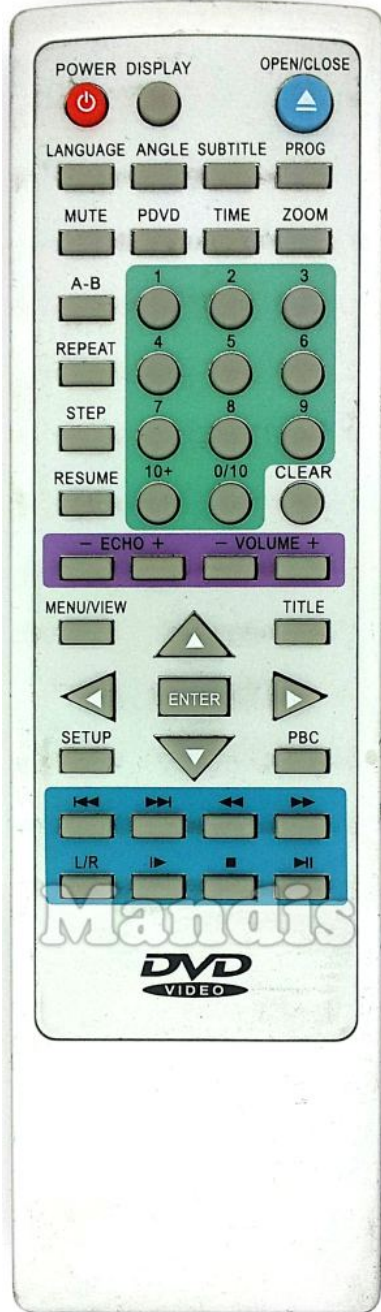 POWER DISPLAY OPEN/CLOSE
LANGUAGE ANGLE SUBTITLE PROG
MUTE PDVD TIME ZOOM
A-B 1 2 3
REPEAT 4 5 6
STEP 7 8 9
RESUME 10+ 0/10 CLEAR
- ECHO + - VOLUME +
MENU/VIEW TITLE
ENTER
SETUP PBC
L/R
Mandis
DVD
VIDEO